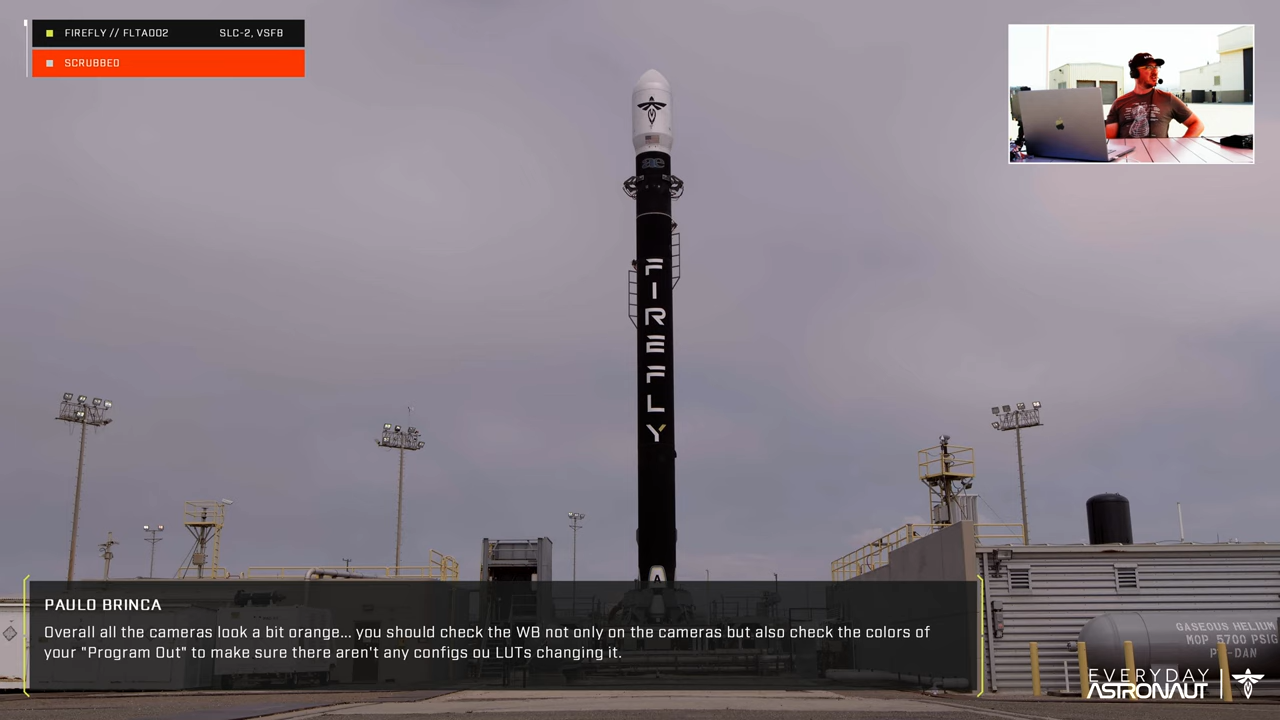 FIREFLY // FLTA002 SLC-2, VSFB
SCRUBBED
FIREFLY
PAULO BRINCA
Overall all the cameras look a bit orange... you should check the WB not only on the cameras but also check the colors of
your "Program Out" to make sure there aren't any configs ou LUTs changing it.
GASEOUS HELIUM
MOP 5700 PSIG
EVERYDAY
ASTRONAUT